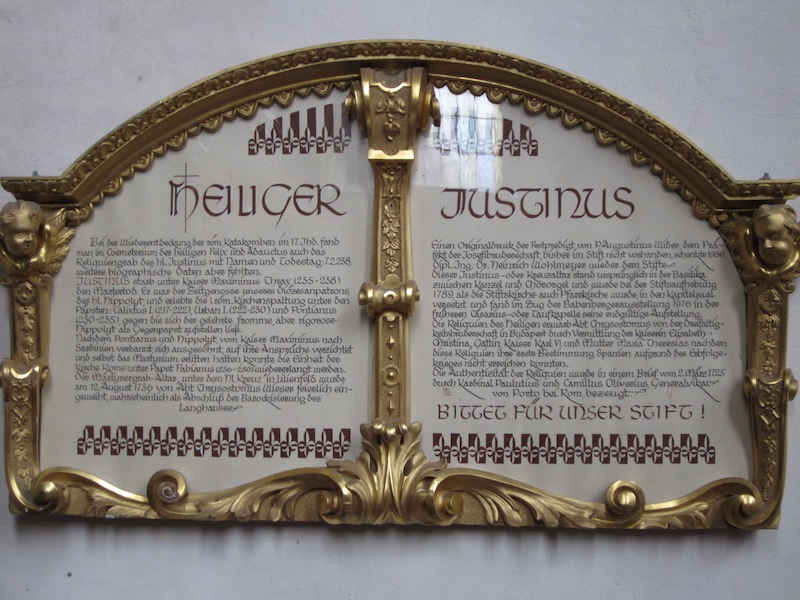 HEILIGER
Bei der Wiederentdeckung der röm. Katakomben im 17. Jhd. fand
man in Coemeterium der heiligen Felix und Adauctus auch das
Reliquiengrab des hl. Justinus mit Namen und Todestag: 7.2.258,
weitere biographische Daten aber fehlten.
JUSTINUS starb unter Kaiser Maximinus Thrax (235-238)
den Martertod. Er war der Zeitgenosse unseres Diözesanpatrons,
des hl. Hippolyt und erlebte die 1. röm. Kirchenspaltung unter den
Päpsten: Calixtus I. (217-222), Urban I. (222-230) und Pontianus
(230-235), gegen die sich der gelehrte, fromme, aber rigorose
Hippolyt als Gegenpapst aufstellen ließ.
Nachdem Pontianus und Hippolyt, vom Kaiser Maximinus nach
Sardinien verbannt, sich ausgesöhnt, auf ihre Ansprüche verzichtet
und selbst das Martyrium erlitten hatten, konnte die Einheit der
Kirche Roms unter Papst Fabianus (236-250) wiedererlangt werden.
Der Märtyrergrab-Altar unter dem hl. Kreuz in Lilienfeld wurde
am 12. August 1736 von Abt Chrysostomus Wieser feierlich ein-
geweiht, wahrscheinlich als Abschluß der Barockisierung des
Langhauses.
JUSTINUS
Einen Originaldruck der Festpredigt von P. Augustinus Wider, dem Prä-
fekt der Josefibruderschaft, bisher im Stift nicht vorhanden, schenkte 1986
Dipl. Ing. Dr. Heinrich Wohlmeyer wieder dem Stifte.
Dieser Justinus- oder Kreuzaltar stand ursprünglich in der Basilika
zwischen Kanzel und Chororgel und wurde bei der Stiftsaufhebung
1789, als die Stiftskirche auch Pfarrkirche wurde, in den Kapitelsaal
versetzt und fand im Zug der Babenbergerausstellung 1976 in der
früheren Cäsarius- oder Taufkapelle seine endgültige Aufstellung.
Die Reliquien des Heiligen erwarb Abt Chrysostomus von der Dreifaltig-
keitsbruderschaft in Budapest durch Vermittlung der Kaiserin Elisabeth-
Christina, Gattin Kaiser Karl VI. und Mutter Maria Theresias, nachdem
diese Reliquien ihre erste Bestimmung Spanien aufgrund des Erbfolge-
krieges nicht erreichen konnten.
Die Authentizität der Reliquien wurde in einem Brief vom 2. März 1725
durch Kardinal Paulutius und Camillus Oliverius, Generalvikar
von Porto bei Rom, bezeugt.
BITTET FÜR UNSER STIFT !